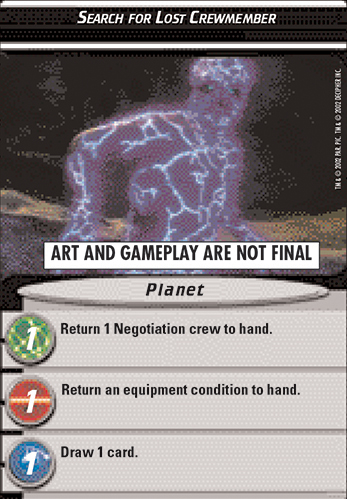 Search for Lost Crewmember
TM & © 2002 PAR. PIC. TM & © 2002 DECIPHER INC.
ART AND GAMEPLAY ARE NOT FINAL
Planet
1 Return 1 Negotiation crew to hand.
1 Return an equipment condition to hand.
1 Draw 1 card.